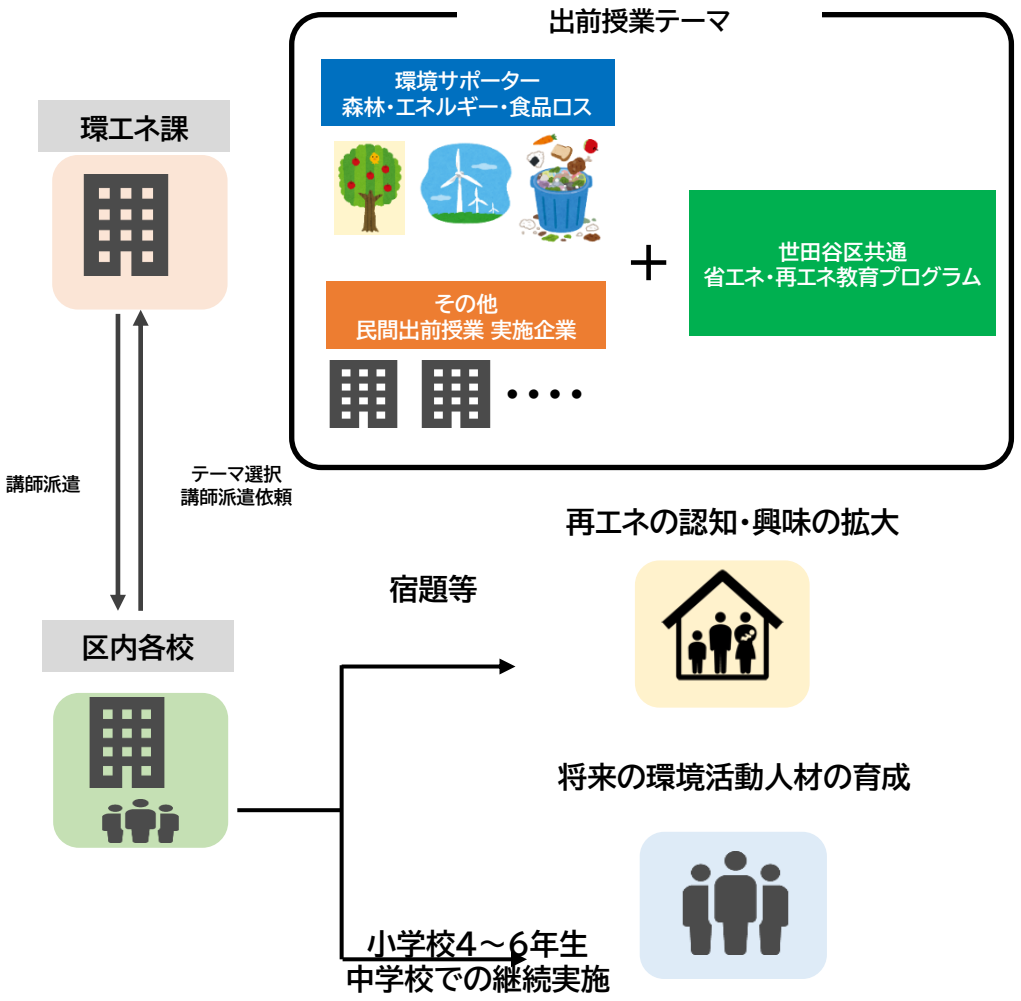 出前授業テーマ
環境サポーター
森林・エネルギー・食品ロス
環エネ課
世田谷区共通
省エネ・再エネ教育プログラム
その他
民間出前授業 実施企業
・・・・
講師派遣
テーマ選択
講師派遣依頼
再エネの認知・興味の拡大
宿題等
区内各校
将来の環境活動人材の育成
小学校4～6年生
中学校での継続実施